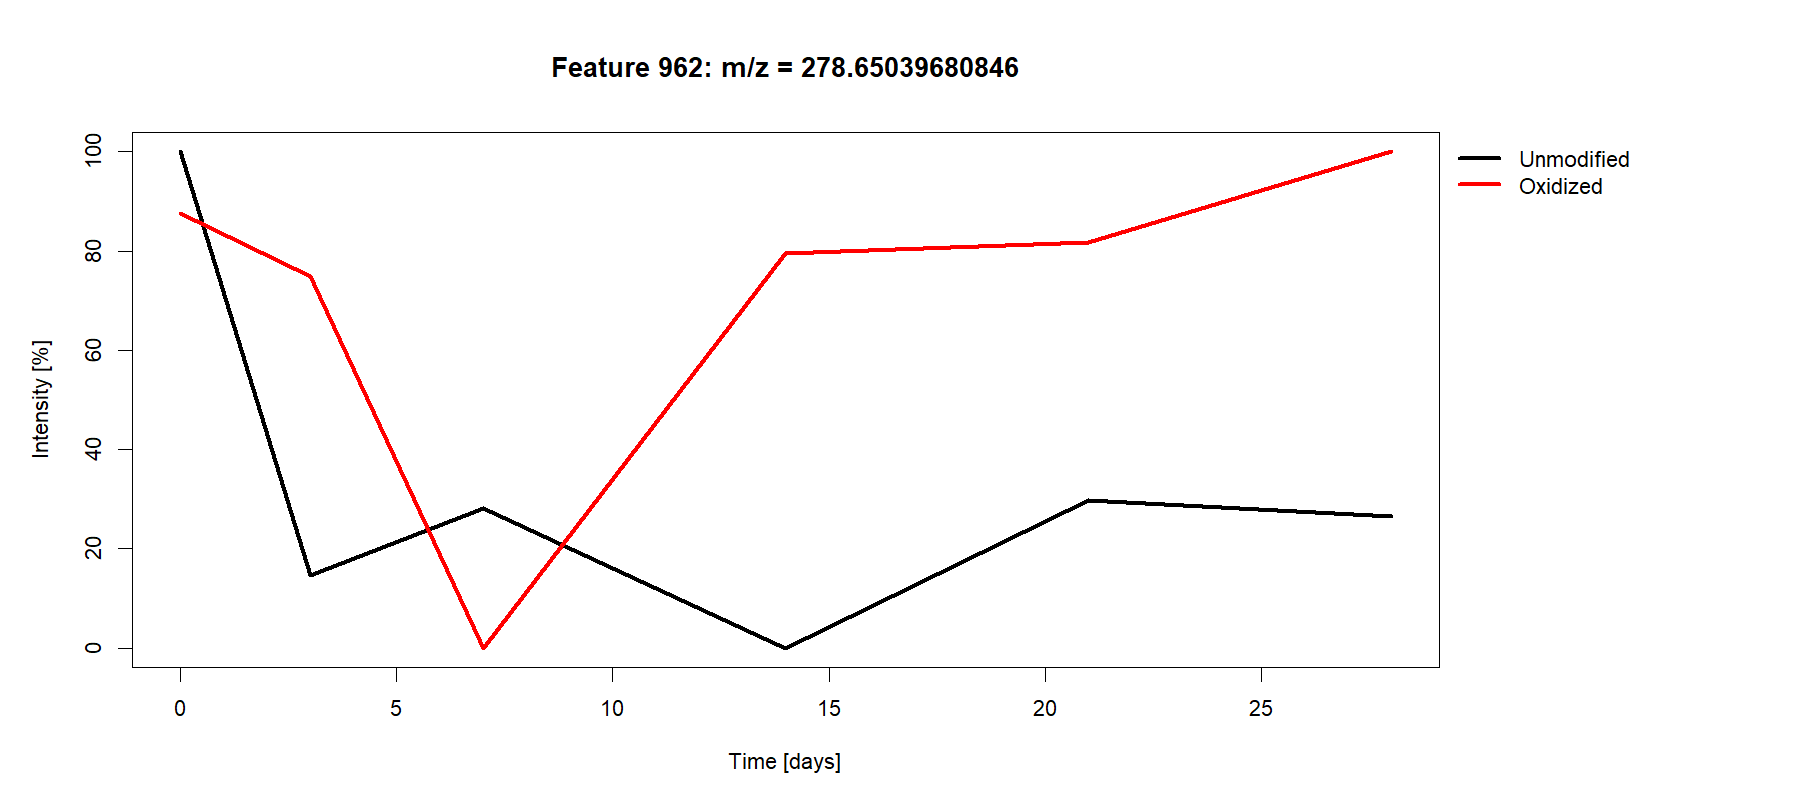 Feature 962: m/z = 278.65039680846
Unmodified
Oxidized
Intensity [%]
100
80
60
40
20
0
0 5 10 15 20 25
Time [days]